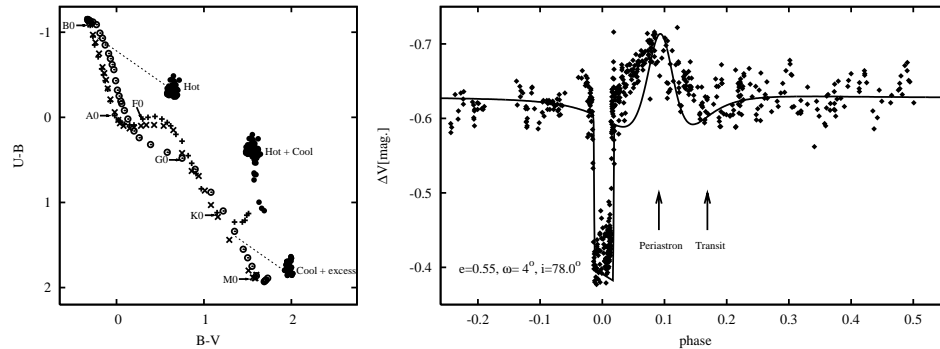 -1
0
1
2
U-B
0
1
2
B-V
B0
A0
F0
G0
K0
M0
Hot
Hot + Cool
Cool + excess
-0.7
-0.6
-0.5
-0.4
ΔV[mag.]
-0.2
-0.1
0.0
0.1
0.2
0.3
0.4
0.5
phase
Periastron
Transit
e=0.55, ω= 4°, i=78.0°